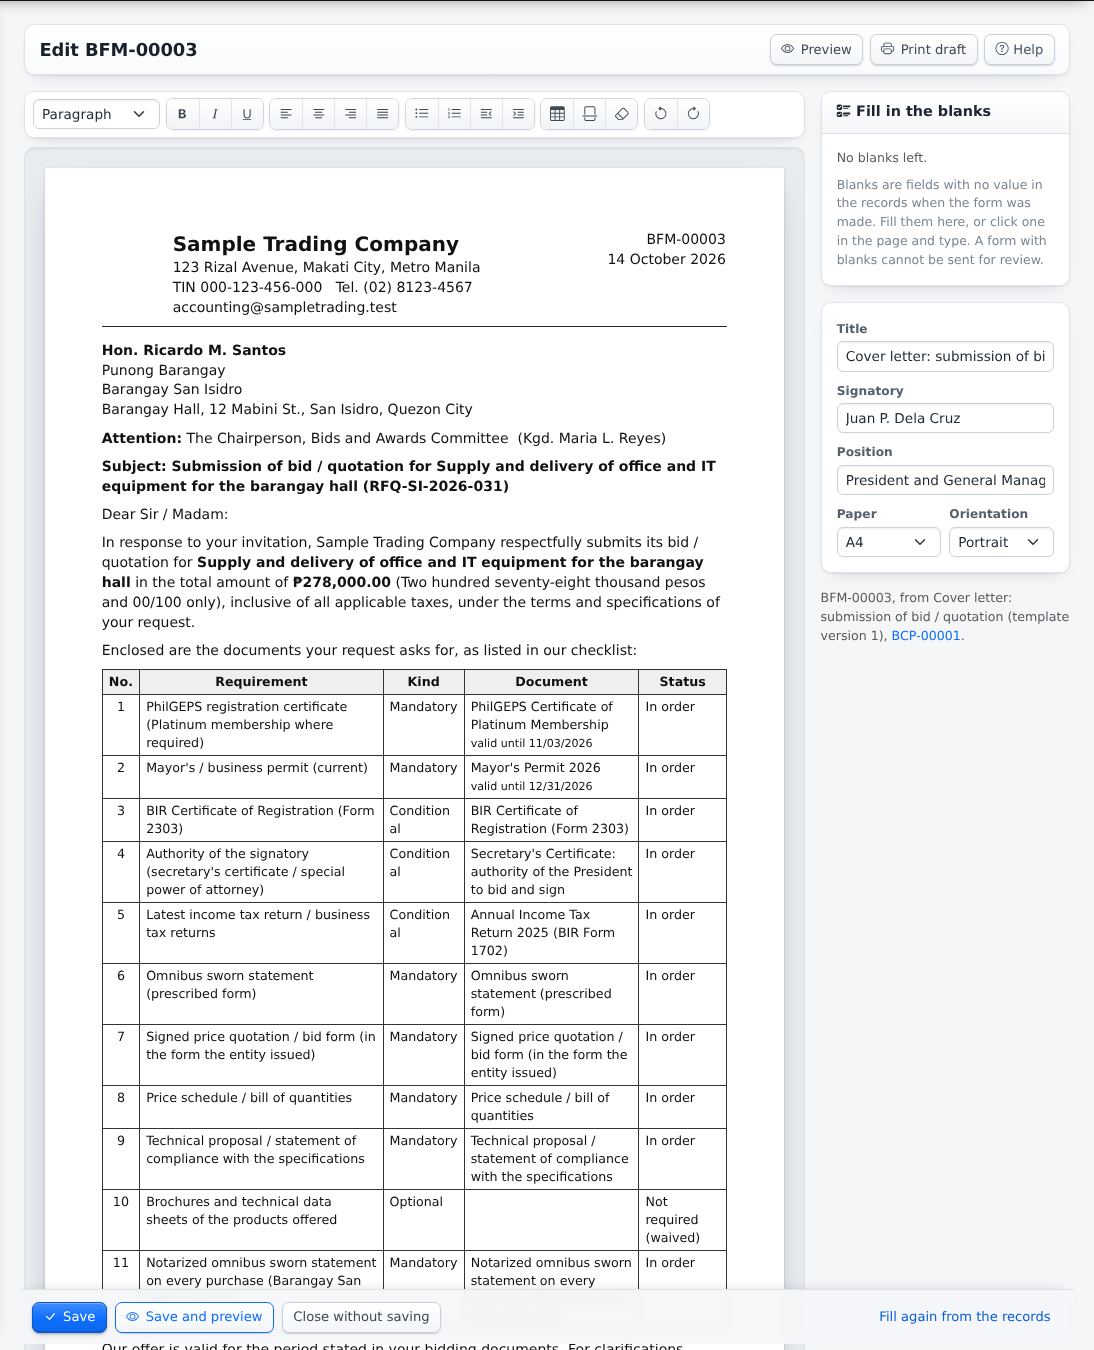 Edit BFM-00003
Preview
Print draft
Help
Paragraph
B I U
Fill in the blanks
No blanks left.
Blanks are fields with no value in
the records when the form was
made. Fill them here, or click one
in the page and type. A form with
blanks cannot be sent for review.
Title
Cover letter: submission of bi
Signatory
Juan P. Dela Cruz
Position
President and General Manag
Paper Orientation
A4 Portrait
BFM-00003, from Cover letter:
submission of bid / quotation (template
version 1), BCP-00001.
Sample Trading Company
123 Rizal Avenue, Makati City, Metro Manila
TIN 000-123-456-000 Tel. (02) 8123-4567
accounting@sampletrading.test
BFM-00003
14 October 2026
Hon. Ricardo M. Santos
Punong Barangay
Barangay San Isidro
Barangay Hall, 12 Mabini St., San Isidro, Quezon City
Attention: The Chairperson, Bids and Awards Committee (Kgd. Maria L. Reyes)
Subject: Submission of bid / quotation for Supply and delivery of office and IT
equipment for the barangay hall (RFQ-SI-2026-031)
Dear Sir / Madam:
In response to your invitation, Sample Trading Company respectfully submits its bid /
quotation for Supply and delivery of office and IT equipment for the barangay
hall in the total amount of ₱278,000.00 (Two hundred seventy-eight thousand pesos
and 00/100 only), inclusive of all applicable taxes, under the terms and specifications of
your request.
Enclosed are the documents your request asks for, as listed in our checklist:
No. Requirement Kind Document Status
1 PhilGEPS registration certificate Mandatory PhilGEPS Certificate of In order
(Platinum membership where Platinum Membership
required) valid until 11/03/2026
2 Mayor's / business permit (current) Mandatory Mayor's Permit 2026 In order
valid until 12/31/2026
3 BIR Certificate of Registration (Form Condition BIR Certificate of In order
2303) al Registration (Form 2303)
4 Authority of the signatory Condition Secretary's Certificate: In order
(secretary's certificate / special al authority of the President
power of attorney) to bid and sign
5 Latest income tax return / business Condition Annual Income Tax In order
tax returns al Return 2025 (BIR Form
1702)
6 Omnibus sworn statement Mandatory Omnibus sworn In order
(prescribed form) statement (prescribed
form)
7 Signed price quotation / bid form (in Mandatory Signed price quotation / In order
the form the entity issued) bid form (in the form the
entity issued)
8 Price schedule / bill of quantities Mandatory Price schedule / bill of In order
quantities
9 Technical proposal / statement of Mandatory Technical proposal / In order
compliance with the specifications statement of compliance
with the specifications
10 Brochures and technical data Optional Not
sheets of the products offered required
(waived)
11 Notarized omnibus sworn statement Mandatory Notarized omnibus sworn In order
on every purchase (Barangay San statement on every
Save
Save and preview
Close without saving
Fill again from the records
Our offer is valid for the period stated in your bidding documents. For clarifications,